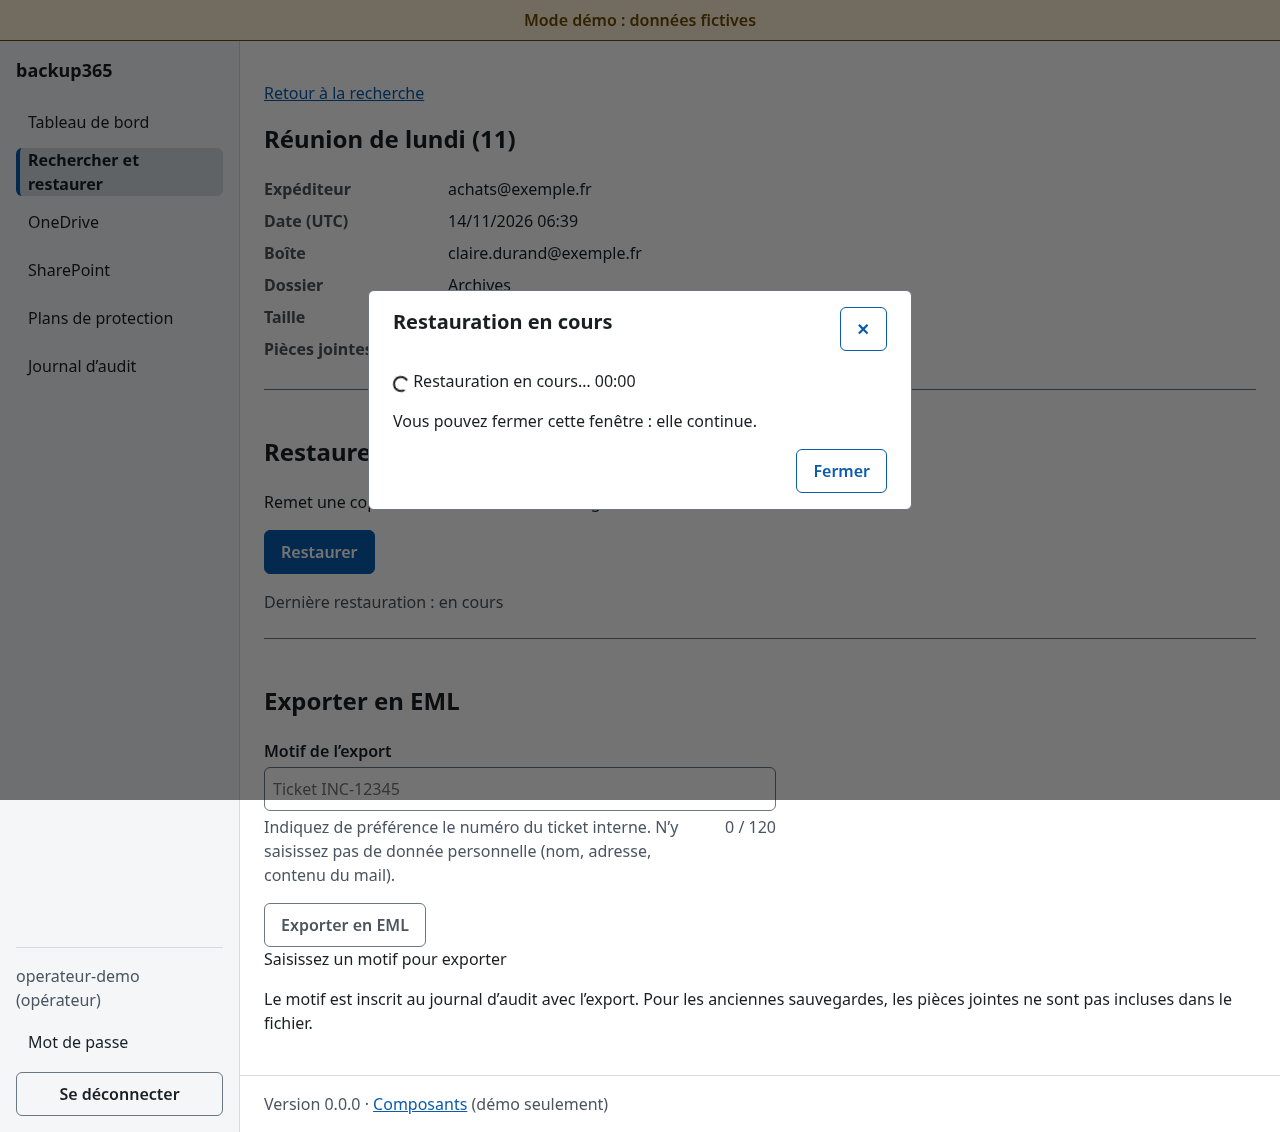 Mode démo : données fictives
backup365
Tableau de bord
Rechercher et
restaurer
OneDrive
SharePoint
Plans de protection
Journal d’audit
operateur-demo
(opérateur)
Mot de passe
Se déconnecter
Retour à la recherche
Réunion de lundi (11)
Expéditeur achats@exemple.fr
Date (UTC) 14/11/2026 06:39
Boîte claire.durand@exemple.fr
Dossier Archives
Taille
Pièces jointes
Restauration en cours
×
Restauration en cours... 00:00
Vous pouvez fermer cette fenêtre : elle continue.
Fermer
Remet une
Restaurer
Dernière restauration : en cours
Exporter en EML
Motif de l’export
Ticket INC-12345
Indiquez de préférence le numéro du ticket interne. N’y 0 / 120
saisissez pas de donnée personnelle (nom, adresse,
contenu du mail).
Exporter en EML
Saisissez un motif pour exporter
Le motif est inscrit au journal d’audit avec l’export. Pour les anciennes sauvegardes, les pièces jointes ne sont pas incluses dans le
fichier.
Version 0.0.0 · Composants (démo seulement)